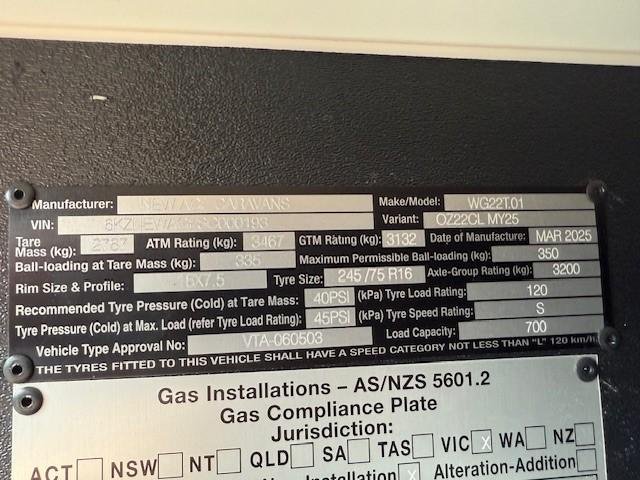 Manufacturer: NEW AGE CARAVANS Make/Model: WG22T.01
VIN: Variant: OZ22CL MY25
Tare Mass (kg): 2767 ATM Rating (kg): 3467 GTM Rating (kg): 3132 Date of Manufacture: MAR 2025
Ball-loading at Tare Mass (kg): 335 Maximum Permissible Ball-loading (kg): 350
Rim Size & Profile: 16x7.5 Tyre Size: 245/75 R16 Axle-Group Rating (kg): 3200
Recommended Tyre Pressure (Cold) at Tare Mass: 40PSI (kPa) Tyre Load Rating: 120
Tyre Pressure (Cold) at Max. Load (refer Tyre Load Rating): 45PSI (kPa) Tyre Speed Rating: S
Vehicle Type Approval No: VTA-060503 Load Capacity: 700
THE TYRES FITTED TO THIS VEHICLE SHALL HAVE A SPEED CATEGORY NOT LESS THAN "L" 120 km/h
Gas Installations – AS/NZS 5601.2
Gas Compliance Plate
Jurisdiction:
ACT NSW NT QLD SA TAS VIC X WA NZ
Installation X Alteration-Addition